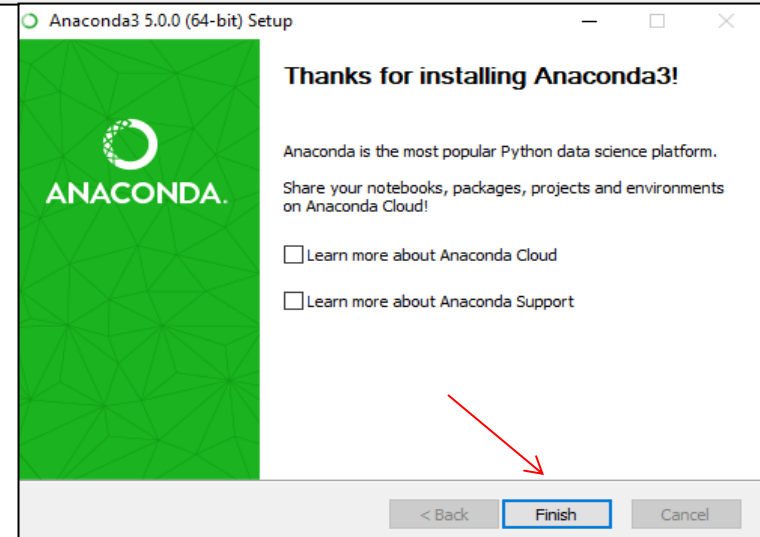 Anaconda3 5.0.0 (64-bit) Setup
Thanks for installing Anaconda3!
ANACONDA.
Anaconda is the most popular Python data science platform.
Share your notebooks, packages, projects and environments
on Anaconda Cloud!
Learn more about Anaconda Cloud
Learn more about Anaconda Support
< Back
Finish
Cancel